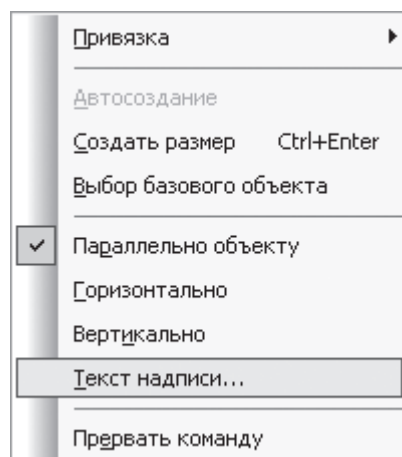 Привязка
Автосоздание
Создать размер Ctrl+Enter
Выбор базового объекта
Параллельно объекту
Горизонтально
Вертикально
Текст надписи...
Прервать команду